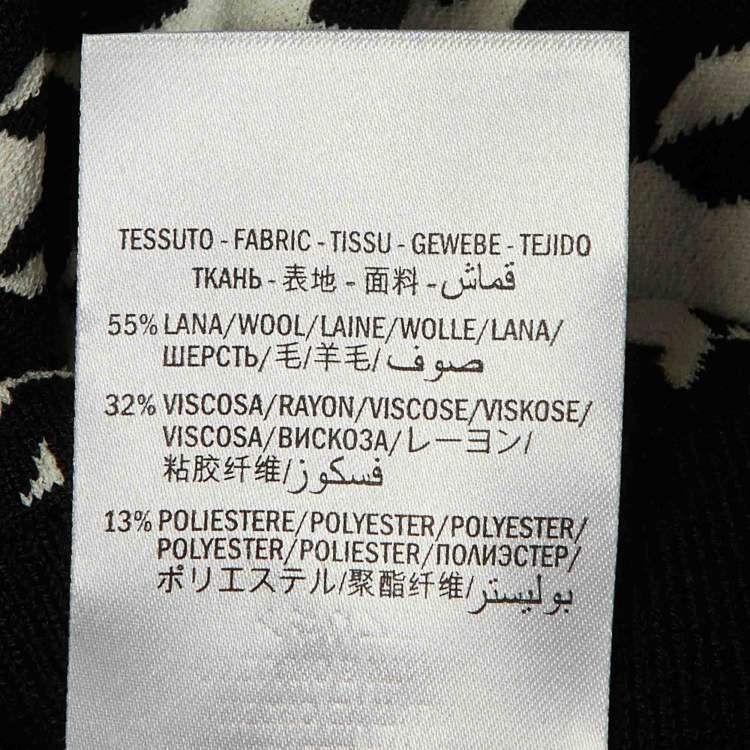 TESSUTO - FABRIC - TISSU - GEWEBE - TEJIDO
ТКАНЬ - 表地 - 面料 - قماش
55% LANA/WOOL/LAINE/WOLLE/LANA/
ШЕРСТЬ/毛/羊毛/صوف
32% VISCOSA/RAYON/VISCOSE/VISKOSE/
VISCOSA/ВИСКОЗА/レーヨン/
粘胶纤维/فسكوز
13% POLIESTERE/POLYESTER/POLYESTER/
POLYESTER/POLIESTER/ПОЛИЭСТЕР/
ポリエステル/聚酯纤维/بوليستر